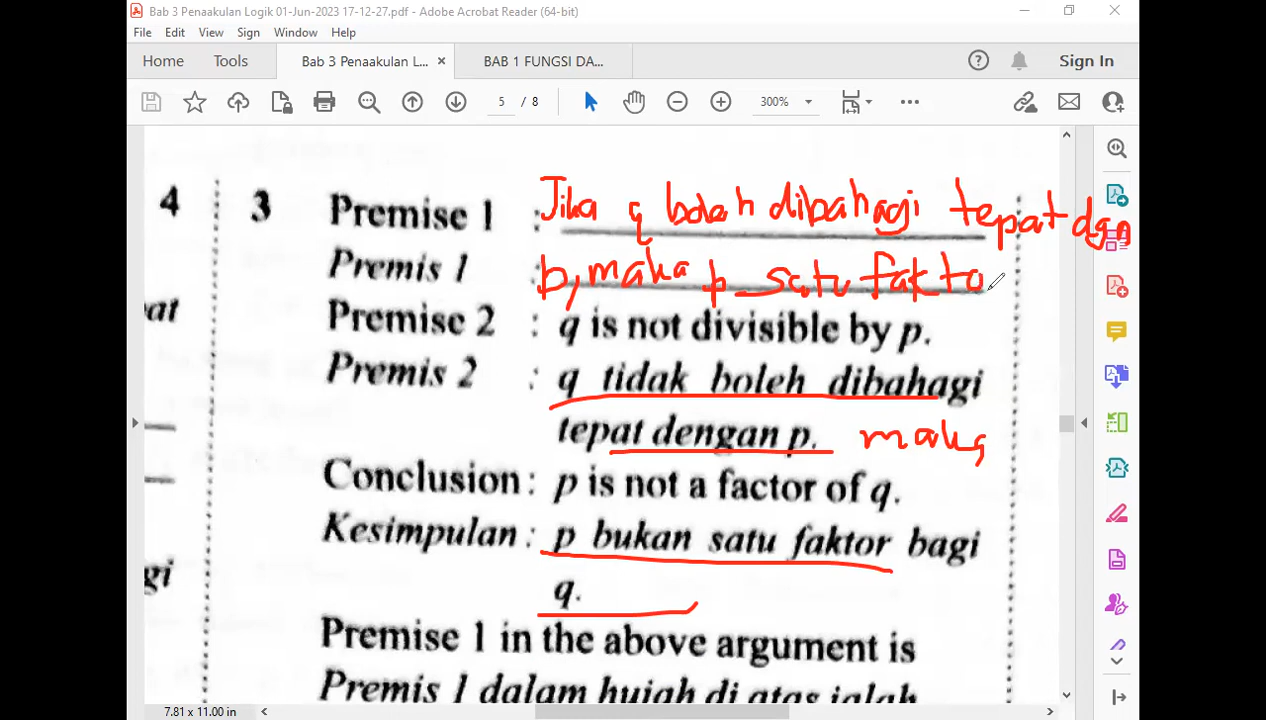 Bab 3 Penaakulan Logik 01-Jun-2023 17-12-27.pdf - Adobe Acrobat Reader (64-bit)
File Edit View Sign Window Help
Home Tools Bab 3 Penaakulan L... × BAB 1 FUNGSI DA... Sign In
5 / 8 300%
4 3 Premise 1 : Jika q boleh dibahagi tepat dgn
Premis 1 : p, maka p satu fakto
Premise 2 : q is not divisible by p.
pat Premis 2 : q tidak boleh dibahagi
tepat dengan p. maka
Conclusion : p is not a factor of q.
Kesimpulan : p bukan satu faktor bagi
gi q.
Premise 1 in the above argument is
Premis 1 dalam hujah di atas ialah
7.81 x 11.00 in